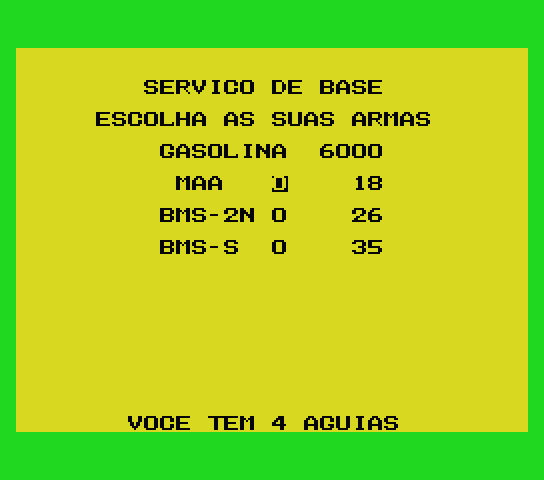 SERVICO DE BASE
ESCOLHA AS SUAS ARMAS
GASOLINA 6000
MAA 18
BMS-2N 0 26
BMS-S 0 35
VOCE TEM 4 AGUIAS